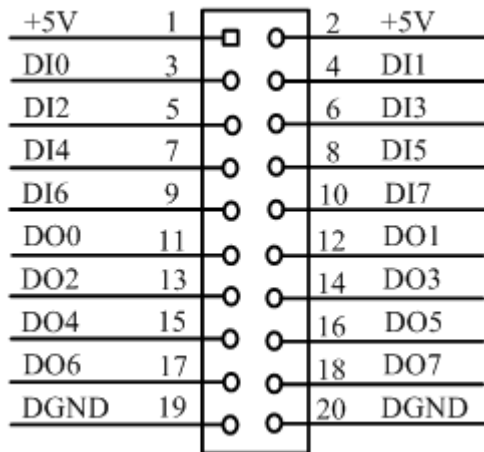 +5V 1 2 +5V
DI0 3 4 DI1
DI2 5 6 DI3
DI4 7 8 DI5
DI6 9 10 DI7
DO0 11 12 DO1
DO2 13 14 DO3
DO4 15 16 DO5
DO6 17 18 DO7
DGND 19 20 DGND